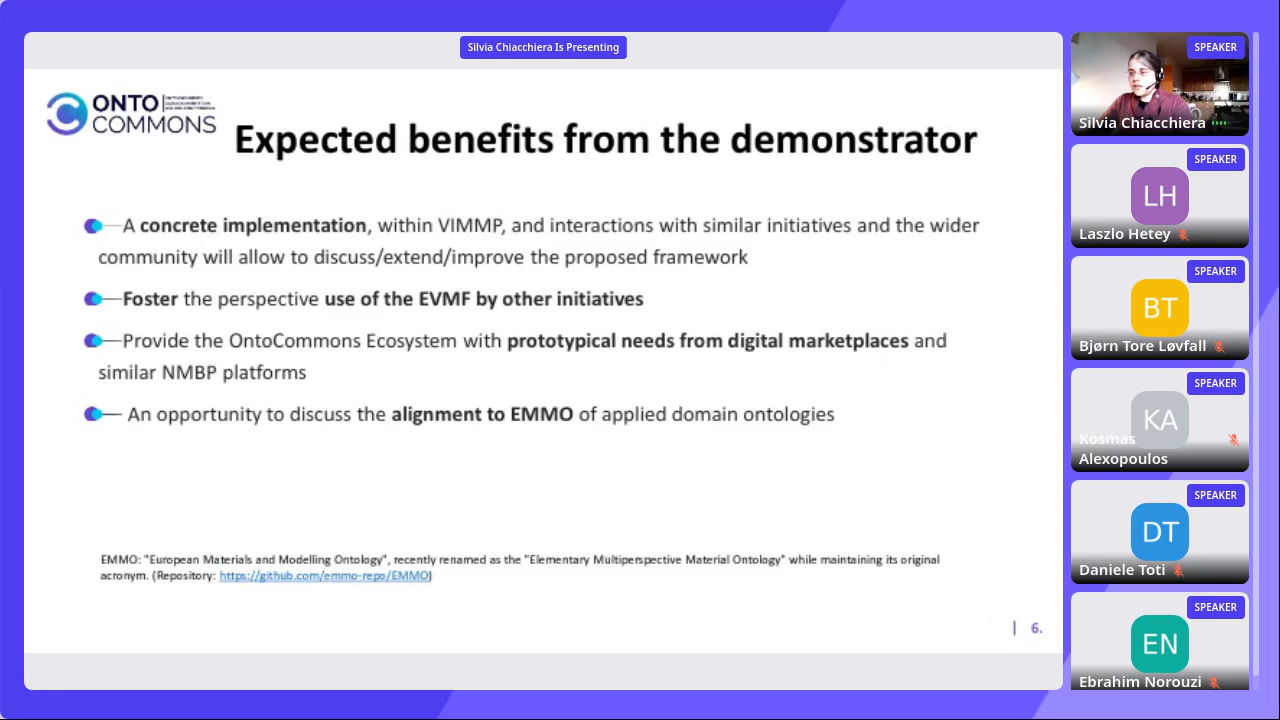 Silvia Chiacchiera Is Presenting
ONTO
COMMONS
Expected benefits from the demonstrator
A concrete implementation, within VIMMP, and interactions with similar initiatives and the wider
community will allow to discuss/extend/improve the proposed framework
Foster the perspective use of the EVMF by other initiatives
Provide the OntoCommons Ecosystem with prototypical needs from digital marketplaces and
similar NMBP platforms
An opportunity to discuss the alignment to EMMO of applied domain ontologies
EMMO: "European Materials and Modelling Ontology", recently renamed as the "Elementary Multiperspective Material Ontology" while maintaining its original
acronym. (Repository: https://github.com/emmo-repo/EMMO)
| 6.
SPEAKER
Silvia Chiacchiera
SPEAKER
LH
Laszlo Hetey
SPEAKER
BT
Bjørn Tore Løvfall
SPEAKER
KA
Kosmas
Alexopoulos
SPEAKER
DT
Daniele Toti
SPEAKER
EN
Ebrahim Norouzi